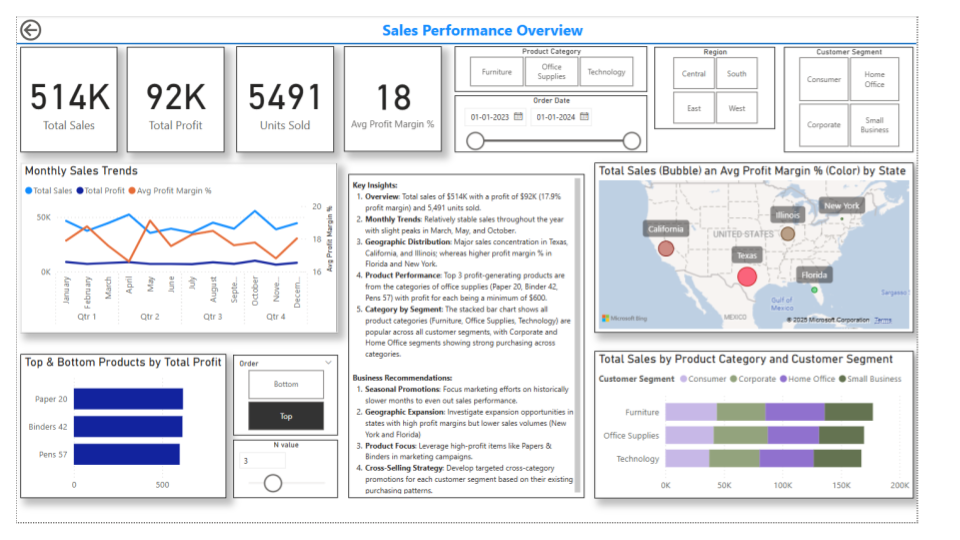 Sales Performance Overview
514K
Total Sales
92K
Total Profit
5491
Units Sold
18
Avg Profit Margin %
Product Category
Furniture
Office
Supplies
Technology
Order Date
01-01-2023
01-01-2024
Region
Central
South
East
West
Customer Segment
Consumer
Home
Office
Corporate
Small
Business
Monthly Sales Trends
Total Sales Total Profit Avg Profit Margin %
50K
0K
20
18
16
Avg Profit Margin %
January
February
March
April
May
June
July
August
Septe...
October
Nove...
Decem...
Qtr 1
Qtr 2
Qtr 3
Qtr 4
Key Insights:
1. Overview: Total sales of $514K with a profit of $92K (17.9%
profit margin) and 5,491 units sold.
2. Monthly Trends: Relatively stable sales throughout the year
with slight peaks in March, May, and October.
3. Geographic Distribution: Major sales concentration in Texas,
California, and Illinois; whereas higher profit margin % in
Florida and New York.
4. Product Performance: Top 3 profit-generating products are
from the categories of office supplies (Paper 20, Binder 42,
Pens 57) with profit for each being a minimum of $600.
5. Category by Segment: The stacked bar chart shows all
product categories (Furniture, Office Supplies, Technology) are
popular across all customer segments, with Corporate and
Home Office segments showing strong purchasing across
categories.
Business Recommendations:
1. Seasonal Promotions: Focus marketing efforts on historically
slower months to even out sales performance.
2. Geographic Expansion: Investigate expansion opportunities in
states with high profit margins but lower sales volumes (New
York and Florida)
3. Product Focus: Leverage high-profit items like Papers &
Binders in marketing campaigns.
4. Cross-Selling Strategy: Develop targeted cross-category
promotions for each customer segment based on their existing
purchasing patterns.
Total Sales (Bubble) an Avg Profit Margin % (Color) by State
New York
Illinois
California
UNITED STATES
Texas
Florida
Gulf of
Mexico
MEXICO
Sargasso
Microsoft Bing
© 2025 Microsoft Corporation Terms
Top & Bottom Products by Total Profit
Paper 20
Binders 42
Pens 57
0
500
Order
Bottom
Top
N value
3
Total Sales by Product Category and Customer Segment
Customer Segment Consumer Corporate Home Office Small Business
Furniture
Office Supplies
Technology
0K
50K
100K
150K
200K